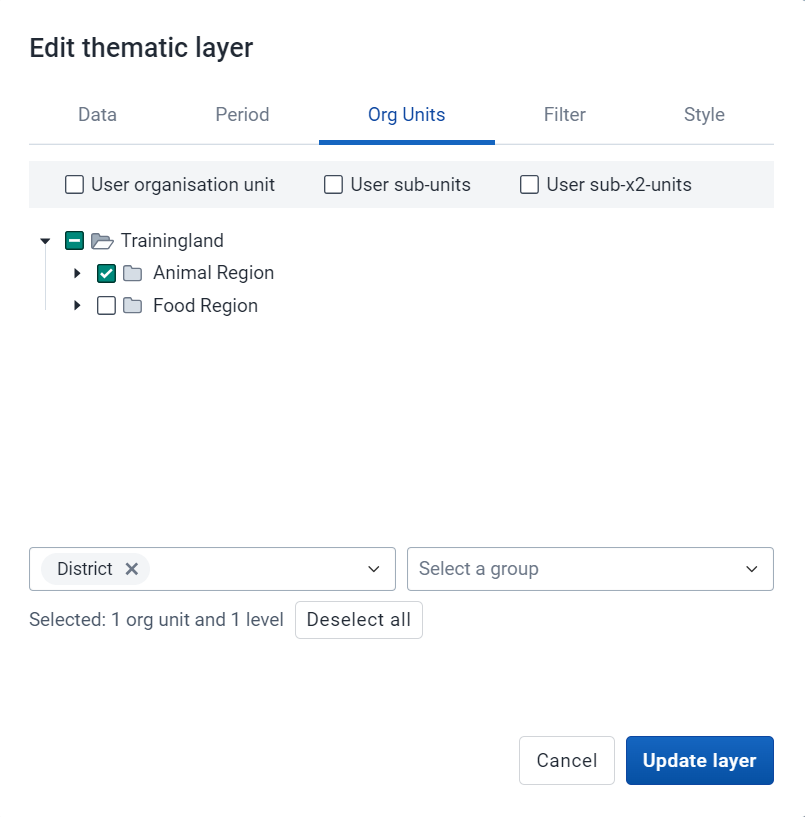 Edit thematic layer
Data Period Org Units Filter Style
User organisation unit User sub-units User sub-x2-units
Trainingland
Animal Region
Food Region
District Select a group
Selected: 1 org unit and 1 level Deselect all
Cancel Update layer